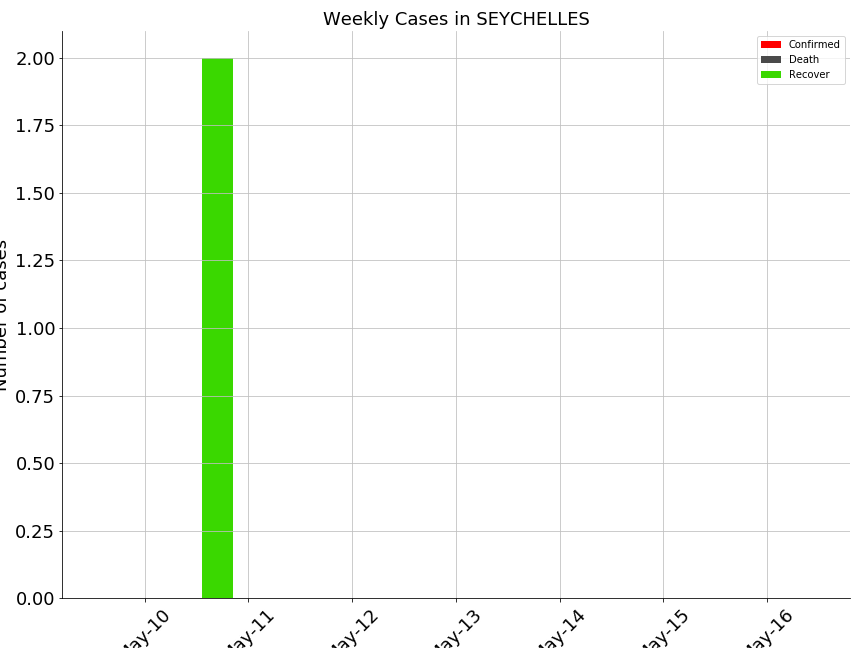 Weekly Cases in SEYCHELLES
Confirmed
Death
Recover
2.00
1.75
1.50
1.25
1.00
0.75
0.50
0.25
0.00
Number of cases
May-10
May-11
May-12
May-13
May-14
May-15
May-16